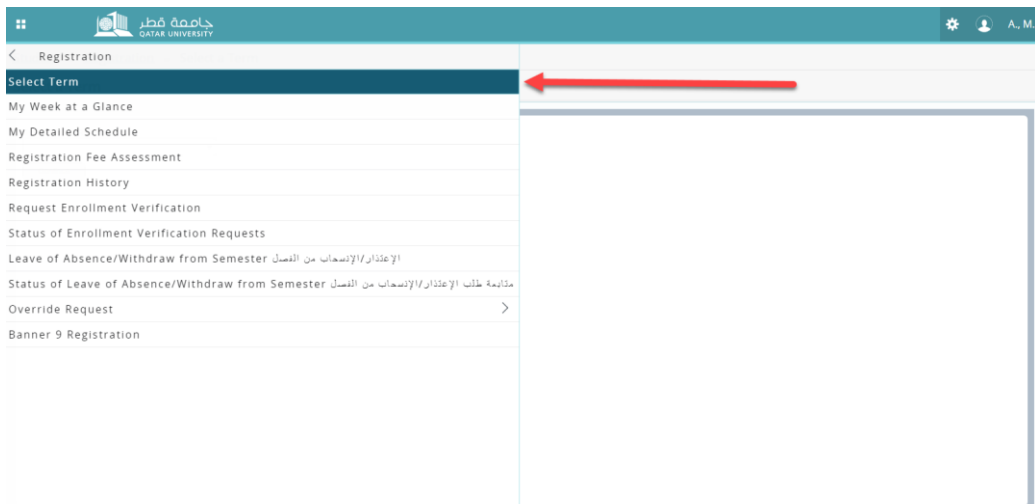 جامعة قطر
QATAR UNIVERSITY
A., M.
Registration
Select Term
My Week at a Glance
My Detailed Schedule
Registration Fee Assessment
Registration History
Request Enrollment Verification
Status of Enrollment Verification Requests
Leave of Absence/Withdraw from Semester الإعتذار/الإنسحاب من الفصل
Status of Leave of Absence/Withdraw from Semester متابعة طلب الإعتذار/الإنسحاب من الفصل
Override Request
Banner 9 Registration